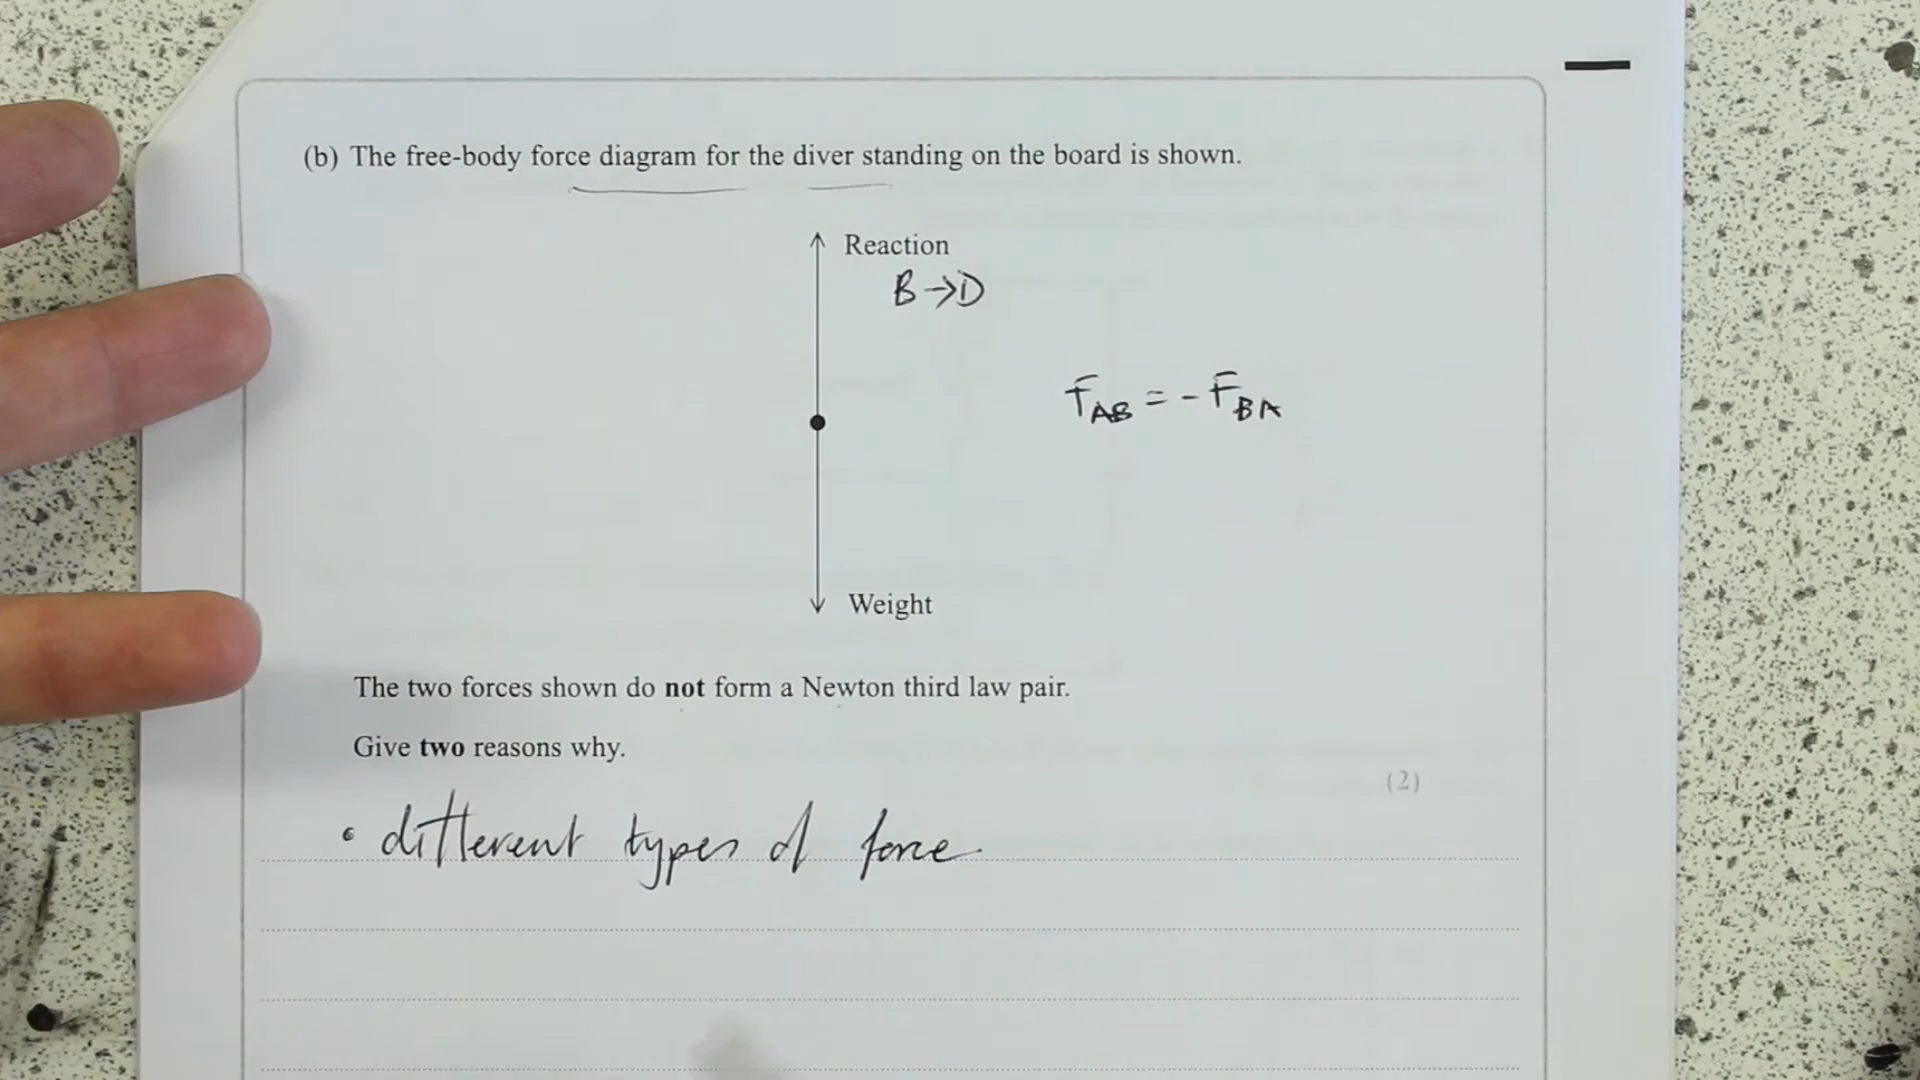 (b) The free-body force diagram for the diver standing on the board is shown.
Reaction
B → D
F_AB = - F_BA
Weight
The two forces shown do not form a Newton third law pair.
Give two reasons why.
(2)
• different types of force